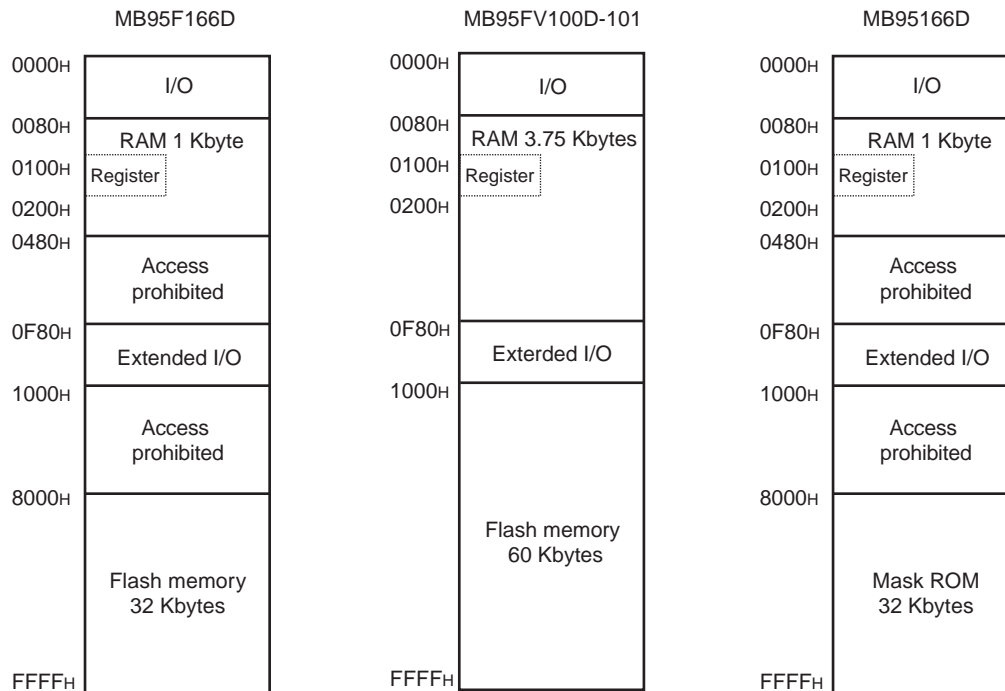 MB95F166D
0000H
I/O
0080H
RAM 1 Kbyte
0100H
Register
0200H
0480H
Access
prohibited
0F80H
Extended I/O
1000H
Access
prohibited
8000H
Flash memory
32 Kbytes
FFFFH
MB95FV100D-101
0000H
I/O
0080H
RAM 3.75 Kbytes
0100H
Register
0200H
0F80H
Exterded I/O
1000H
Flash memory
60 Kbytes
FFFFH
MB95166D
0000H
I/O
0080H
RAM 1 Kbyte
0100H
Register
0200H
0480H
Access
prohibited
0F80H
Extended I/O
1000H
Access
prohibited
8000H
Mask ROM
32 Kbytes
FFFFH